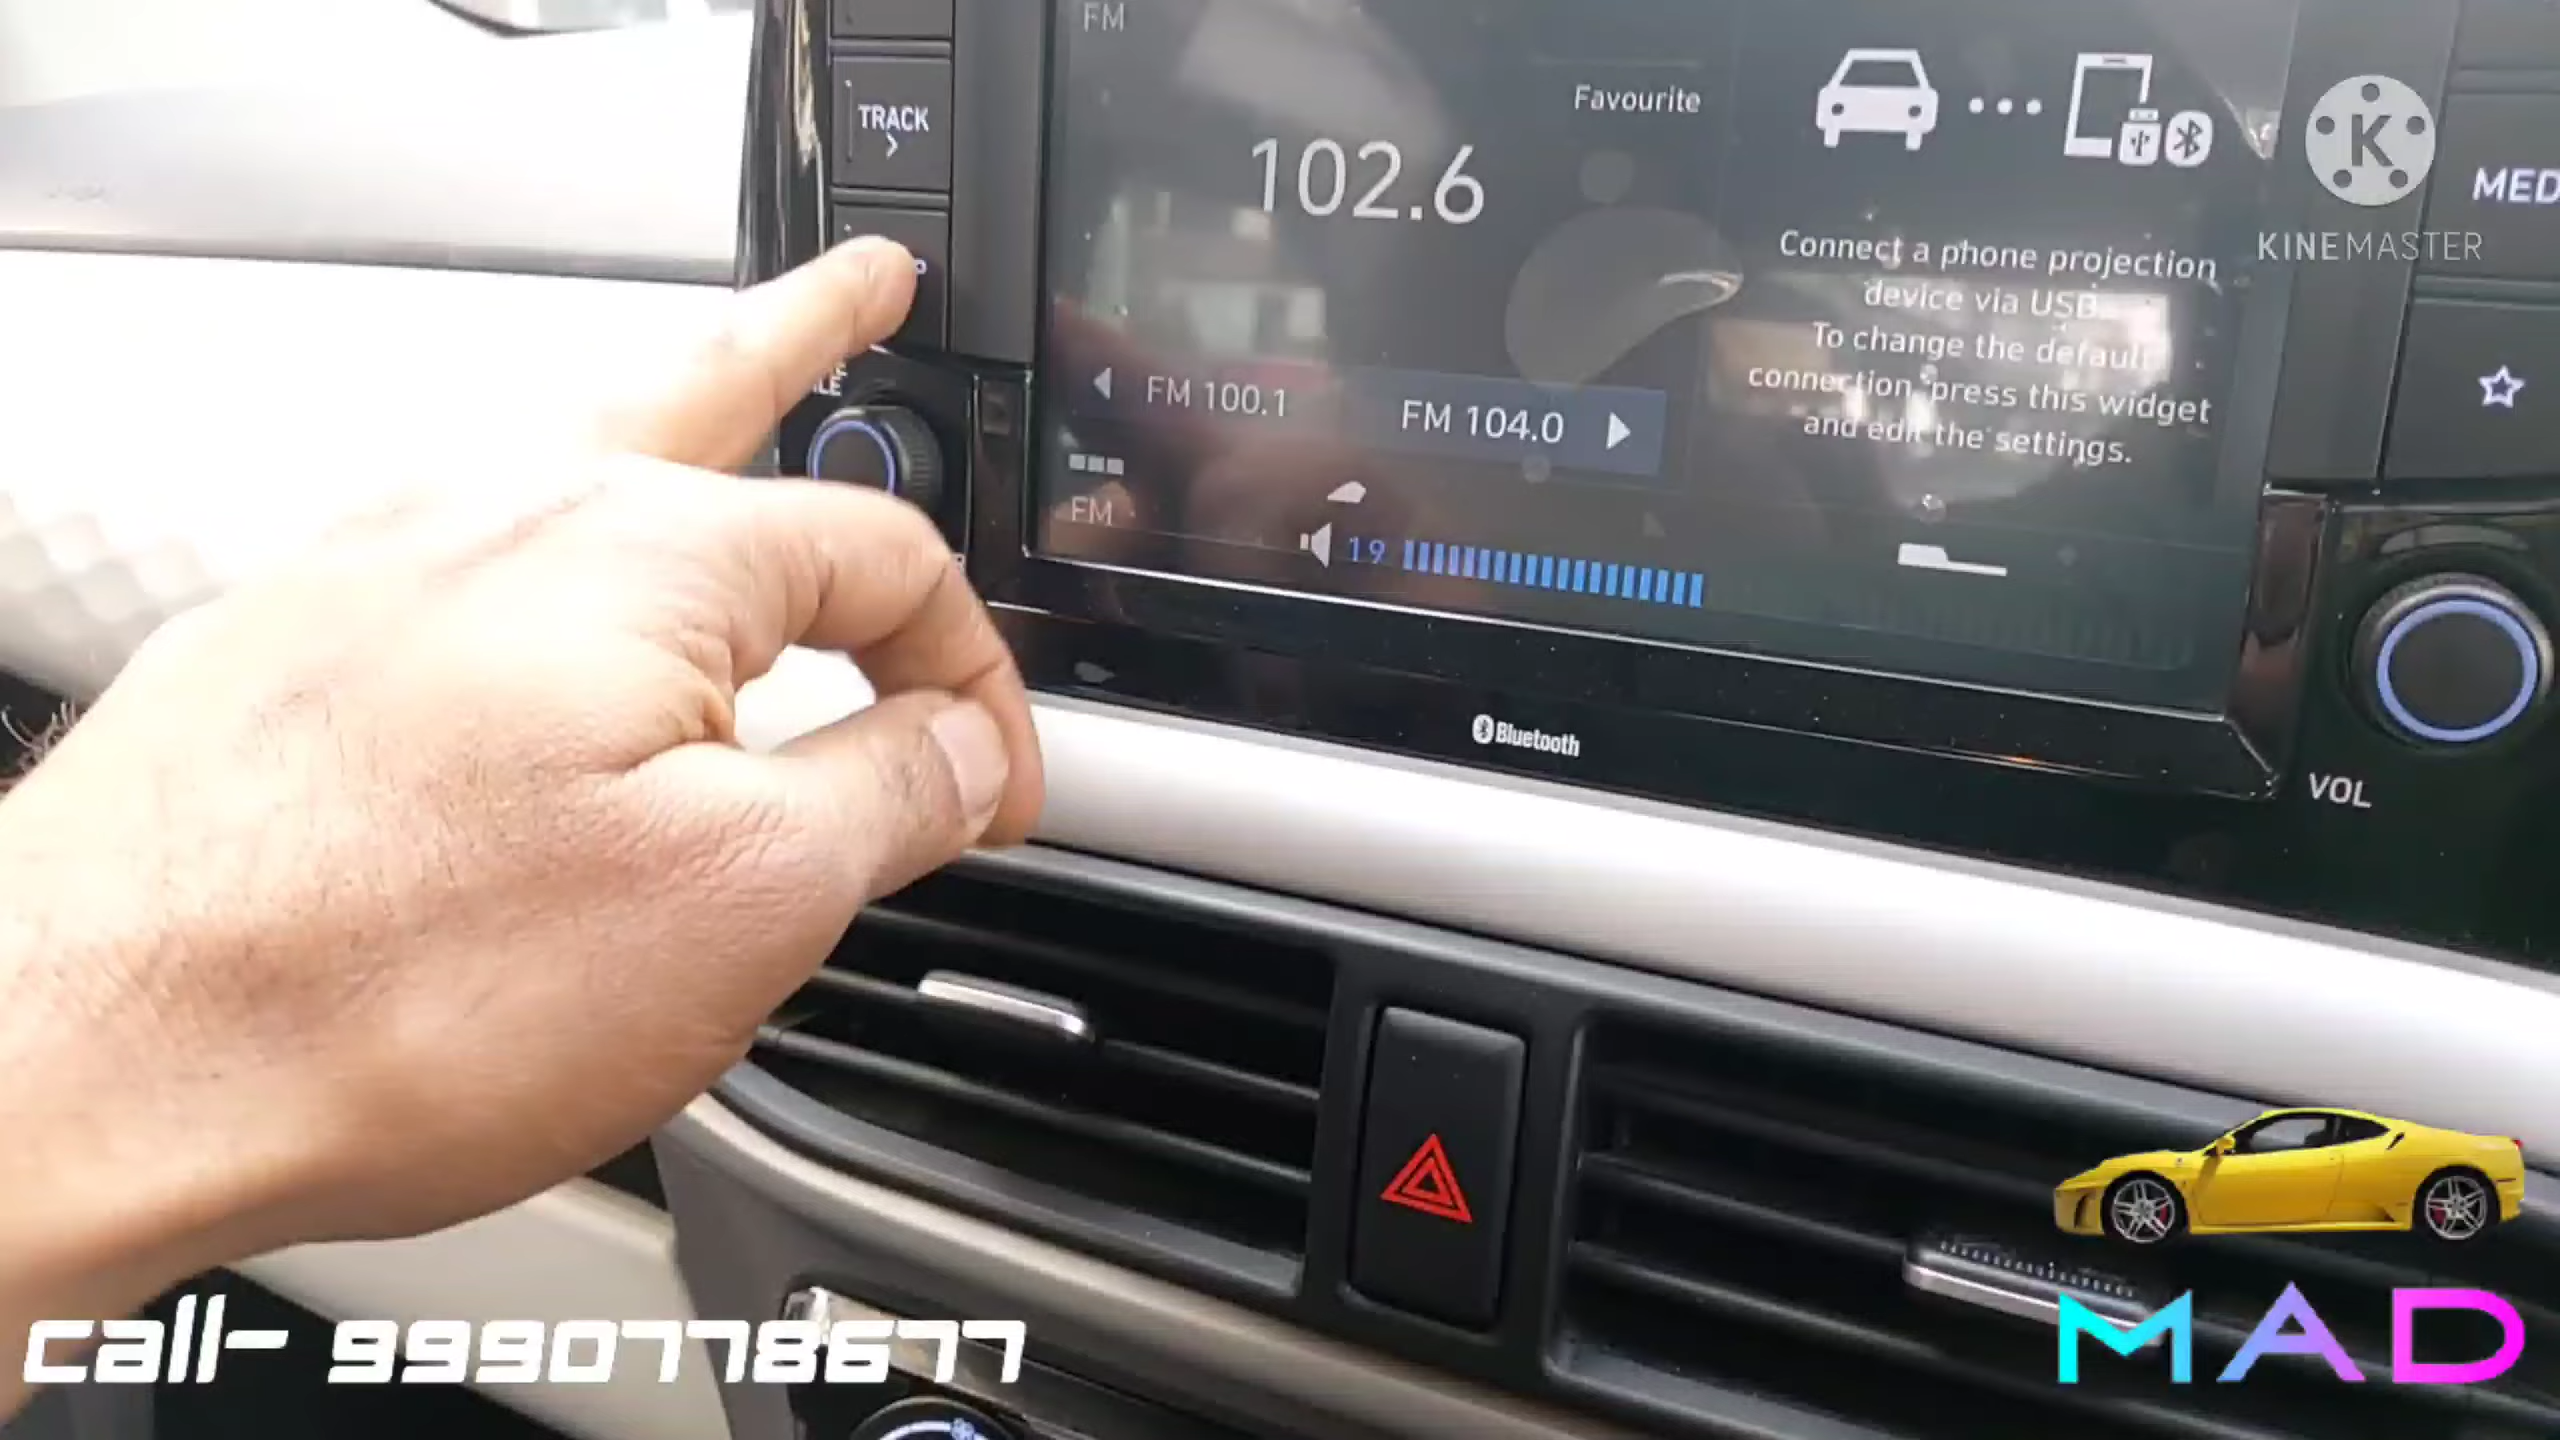 FM
TRACK
Favourite
102.6
MED
KINEMASTER
Connect a phone projection
device via USB.
To change the default
connection, press this widget
and edit the settings.
FM 100.1
FM 104.0
FM
19
Bluetooth
VOL
call- 9990778677
MAD